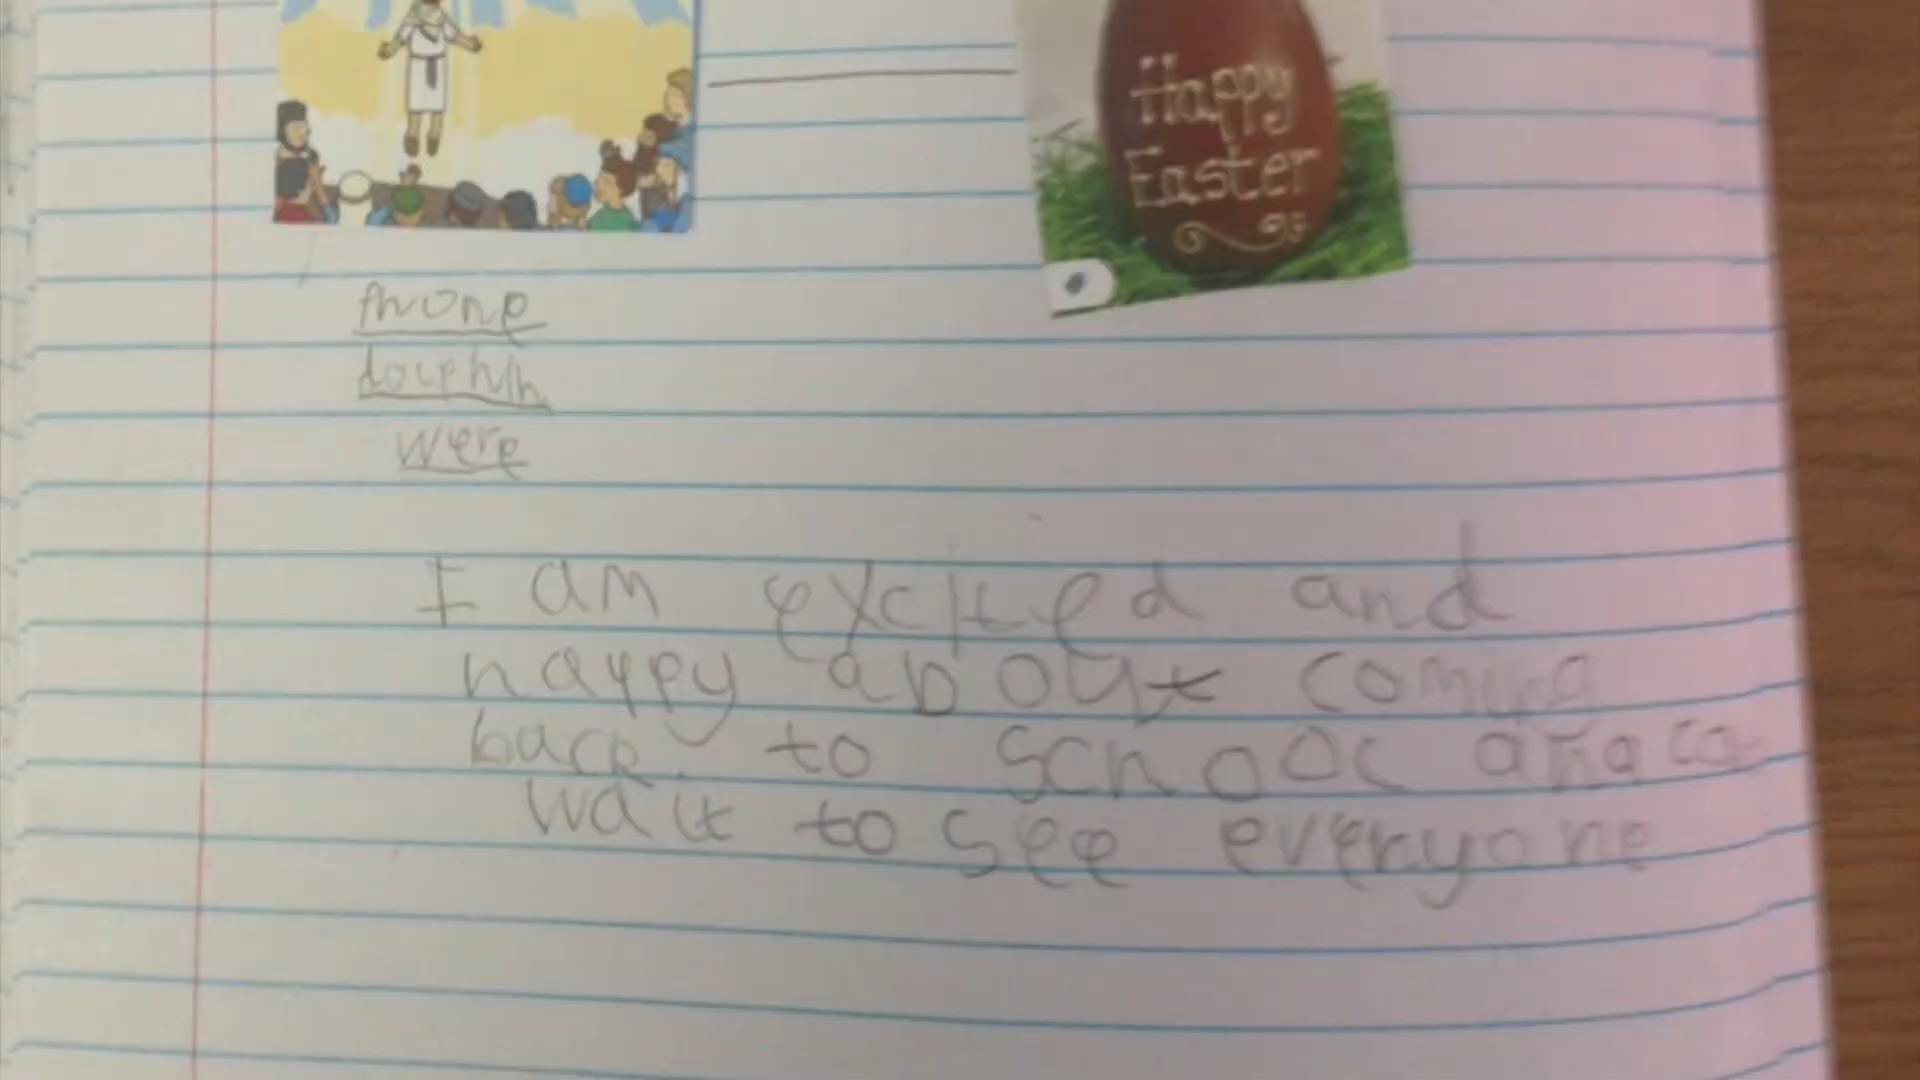 Happy
Easter
phone
dolphin
were
I am excited and
happy about coming
back to school and ca
wait to see everyone